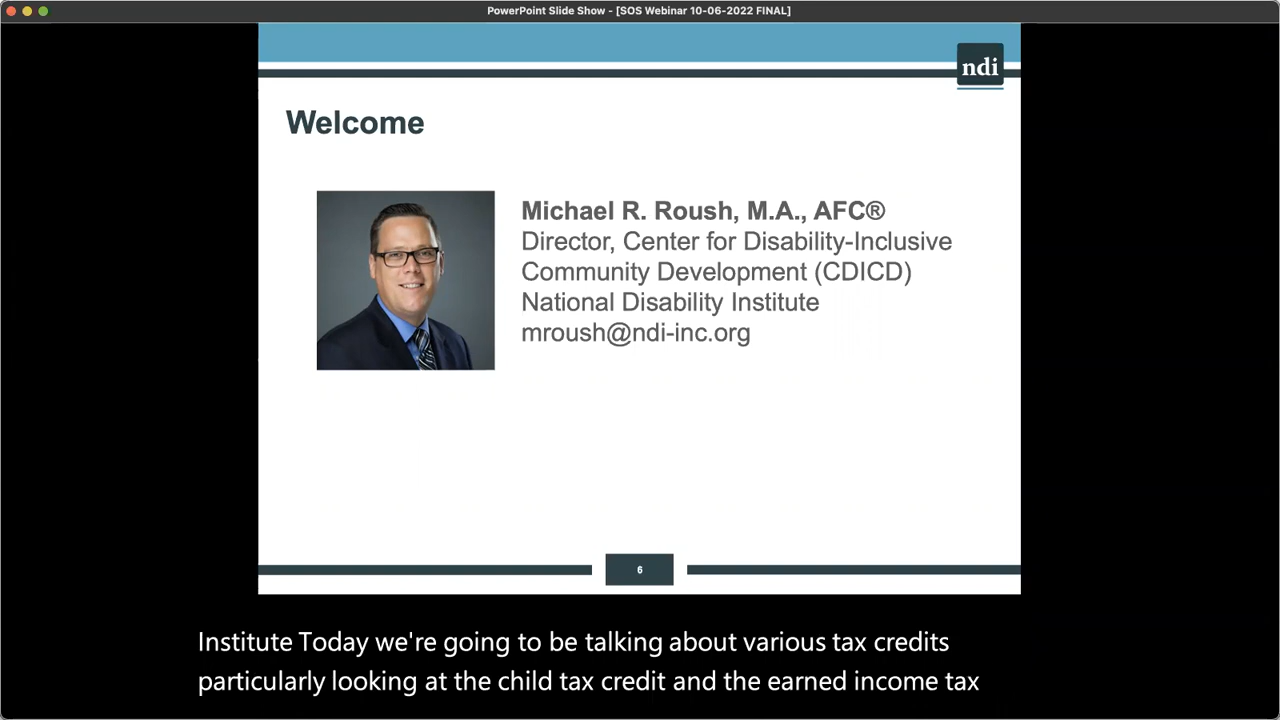 PowerPoint Slide Show - [SOS Webinar 10-06-2022 FINAL]
ndi
Welcome
Michael R. Roush, M.A., AFC®
Director, Center for Disability-Inclusive
Community Development (CDICD)
National Disability Institute
mroush@ndi-inc.org
6
Institute Today we're going to be talking about various tax credits
particularly looking at the child tax credit and the earned income tax